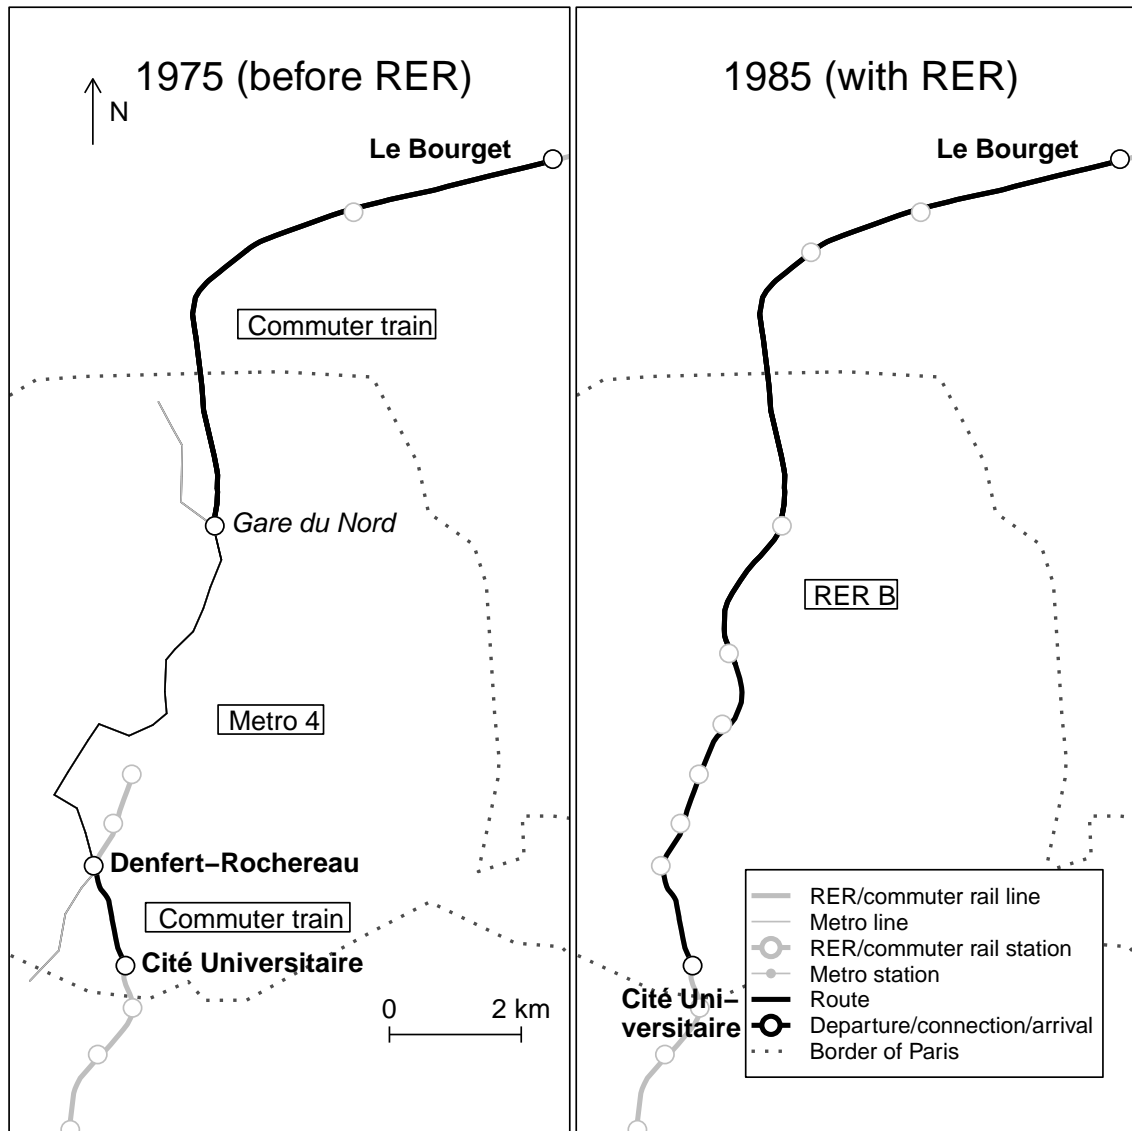 1975 (before RER)
N
Le Bourget
Commuter train
Gare du Nord
Metro 4
Denfert−Rochereau
Commuter train
Cité Universitaire
0
2 km
1985 (with RER)
Le Bourget
RER B
Cité Uni−
versitaire
RER/commuter rail line
Metro line
RER/commuter rail station
Metro station
Route
Departure/connection/arrival
Border of Paris